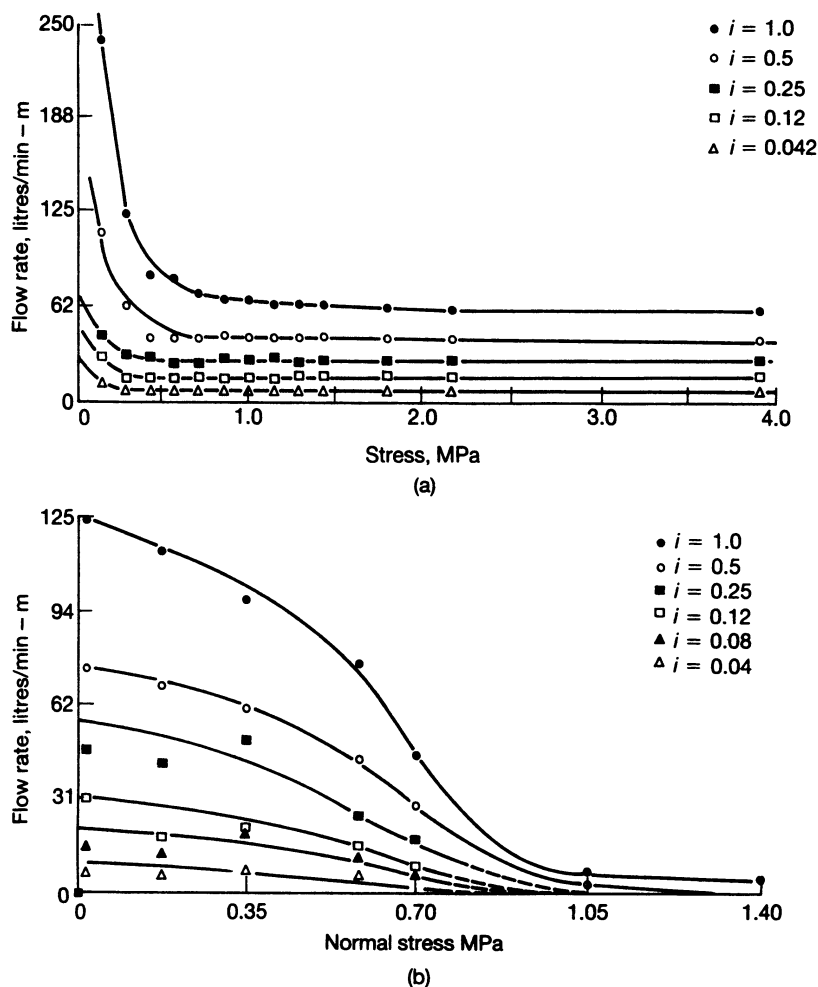 250
188
125
62
0
Flow rate, litres/min – m
i = 1.0
i = 0.5
i = 0.25
i = 0.12
i = 0.042
0 1.0 2.0 3.0 4.0
Stress, MPa
(a)
125
94
62
31
0
Flow rate, litres/min – m
i = 1.0
i = 0.5
i = 0.25
i = 0.12
i = 0.08
i = 0.04
0 0.35 0.70 1.05 1.40
Normal stress MPa
(b)